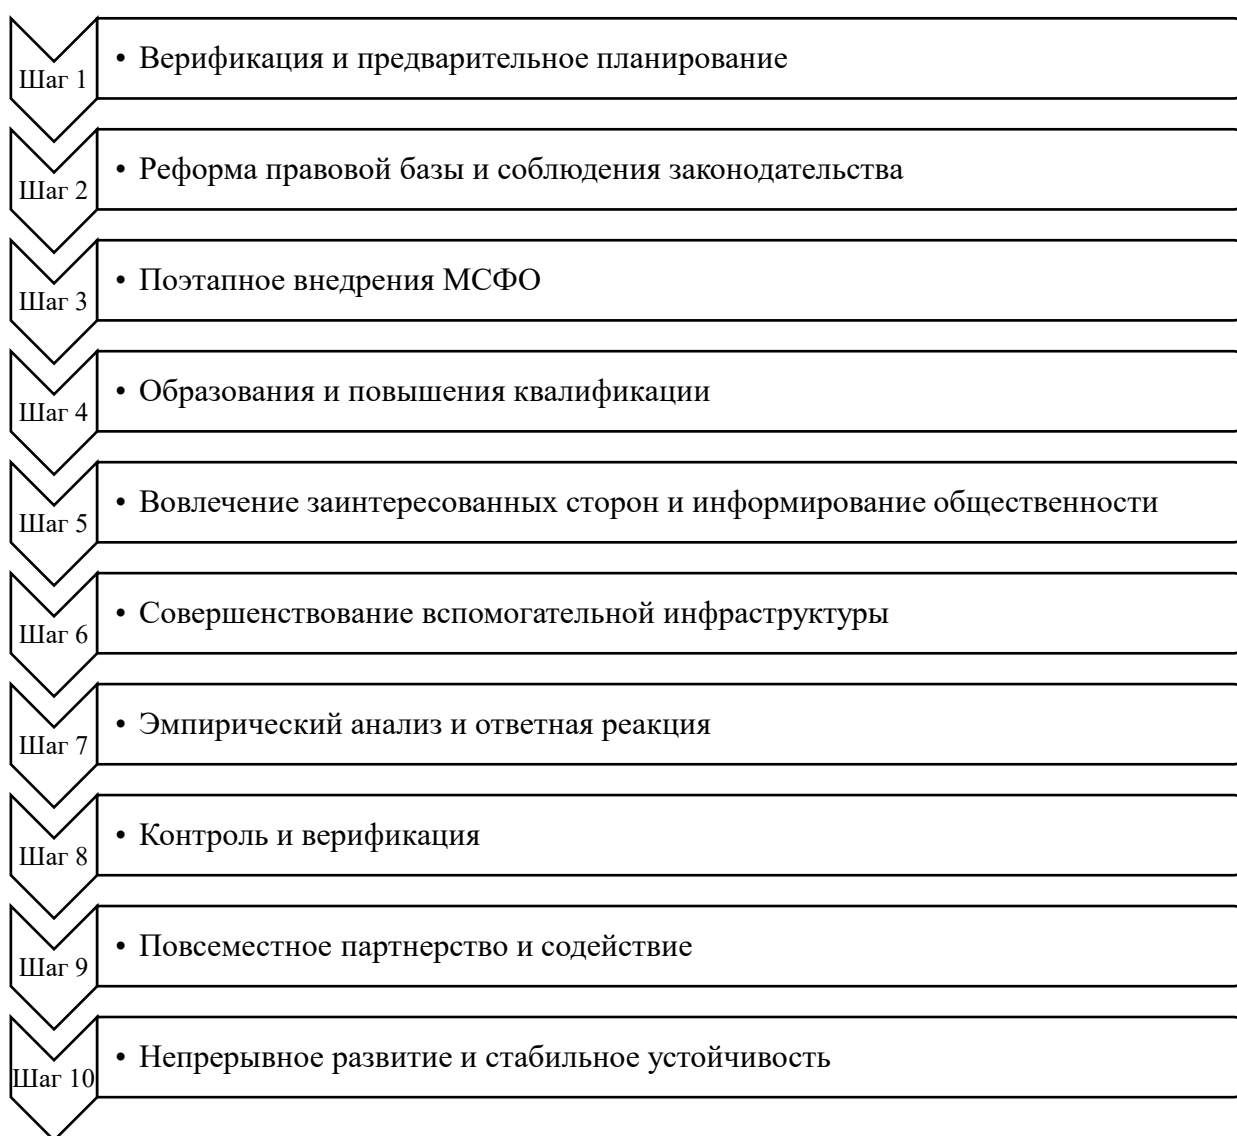 Шаг 1
• Верификация и предварительное планирование
Шаг 2
• Реформа правовой базы и соблюдения законодательства
Шаг 3
• Поэтапное внедрения МСФО
Шаг 4
• Образования и повышения квалификации
Шаг 5
• Вовлечение заинтересованных сторон и информирование общественности
Шаг 6
• Совершенствование вспомогательной инфраструктуры
Шаг 7
• Эмпирический анализ и ответная реакция
Шаг 8
• Контроль и верификация
Шаг 9
• Повсеместное партнерство и содействие
Шаг 10
• Непрерывное развитие и стабильное устойчивость